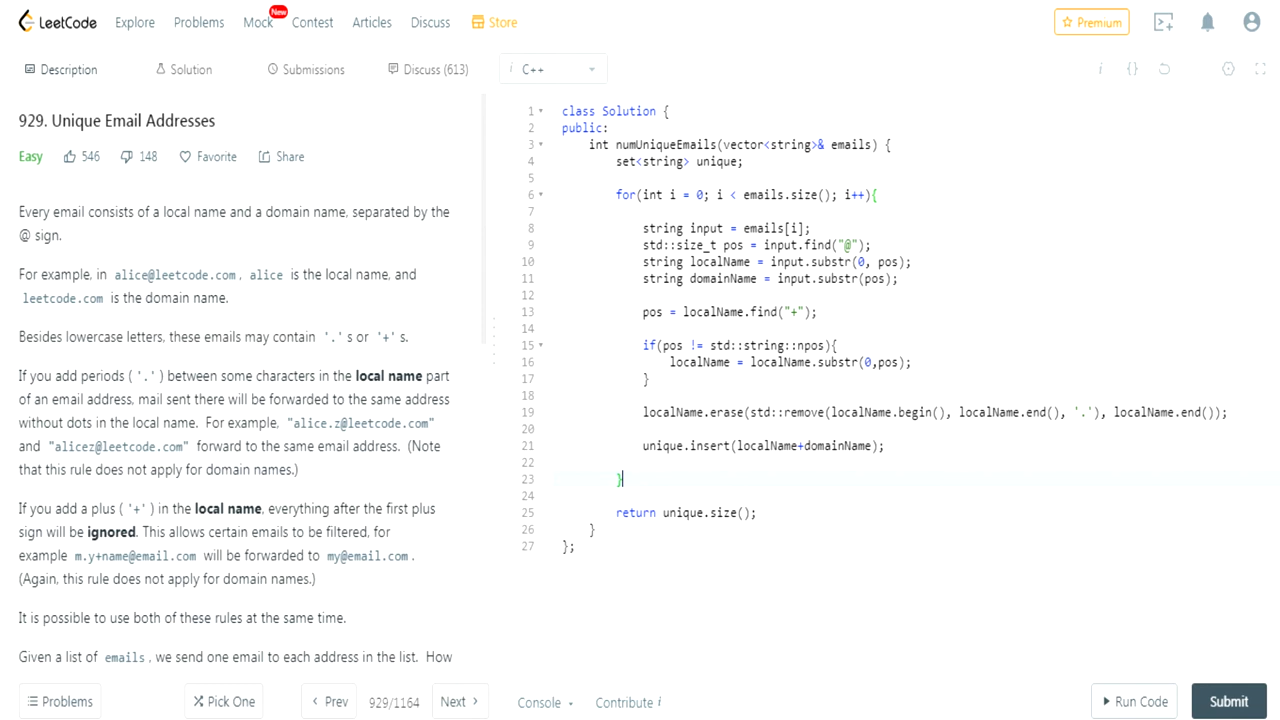 LeetCode Explore Problems Mock New Contest Articles Discuss Store Premium
Description Solution Submissions Discuss (613) i C++ i {}
929. Unique Email Addresses
Easy 546 148 Favorite Share
Every email consists of a local name and a domain name, separated by the
@ sign.
For example, in alice@leetcode.com, alice is the local name, and
leetcode.com is the domain name.
Besides lowercase letters, these emails may contain '.' s or '+' s.
If you add periods ( '.' ) between some characters in the local name part
of an email address, mail sent there will be forwarded to the same address
without dots in the local name. For example, "alice.z@leetcode.com"
and "alicez@leetcode.com" forward to the same email address. (Note
that this rule does not apply for domain names.)
If you add a plus ( '+' ) in the local name, everything after the first plus
sign will be ignored. This allows certain emails to be filtered, for
example m.y+name@email.com will be forwarded to my@email.com.
(Again, this rule does not apply for domain names.)
It is possible to use both of these rules at the same time.
Given a list of emails, we send one email to each address in the list. How
1 class Solution {
2 public:
3 int numUniqueEmails(vector<string>& emails) {
4 set<string> unique;
5
6 for(int i = 0; i < emails.size(); i++){
7
8 string input = emails[i];
9 std::size_t pos = input.find("@");
10 string localName = input.substr(0, pos);
11 string domainName = input.substr(pos);
12
13 pos = localName.find("+");
14
15 if(pos != std::string::npos){
16 localName = localName.substr(0,pos);
17 }
18
19 localName.erase(std::remove(localName.begin(), localName.end(), '.'), localName.end());
20
21 unique.insert(localName+domainName);
22
23 }
24
25 return unique.size();
26 }
27 };
Problems Pick One Prev 929/1164 Next Console Contribute i Run Code Submit